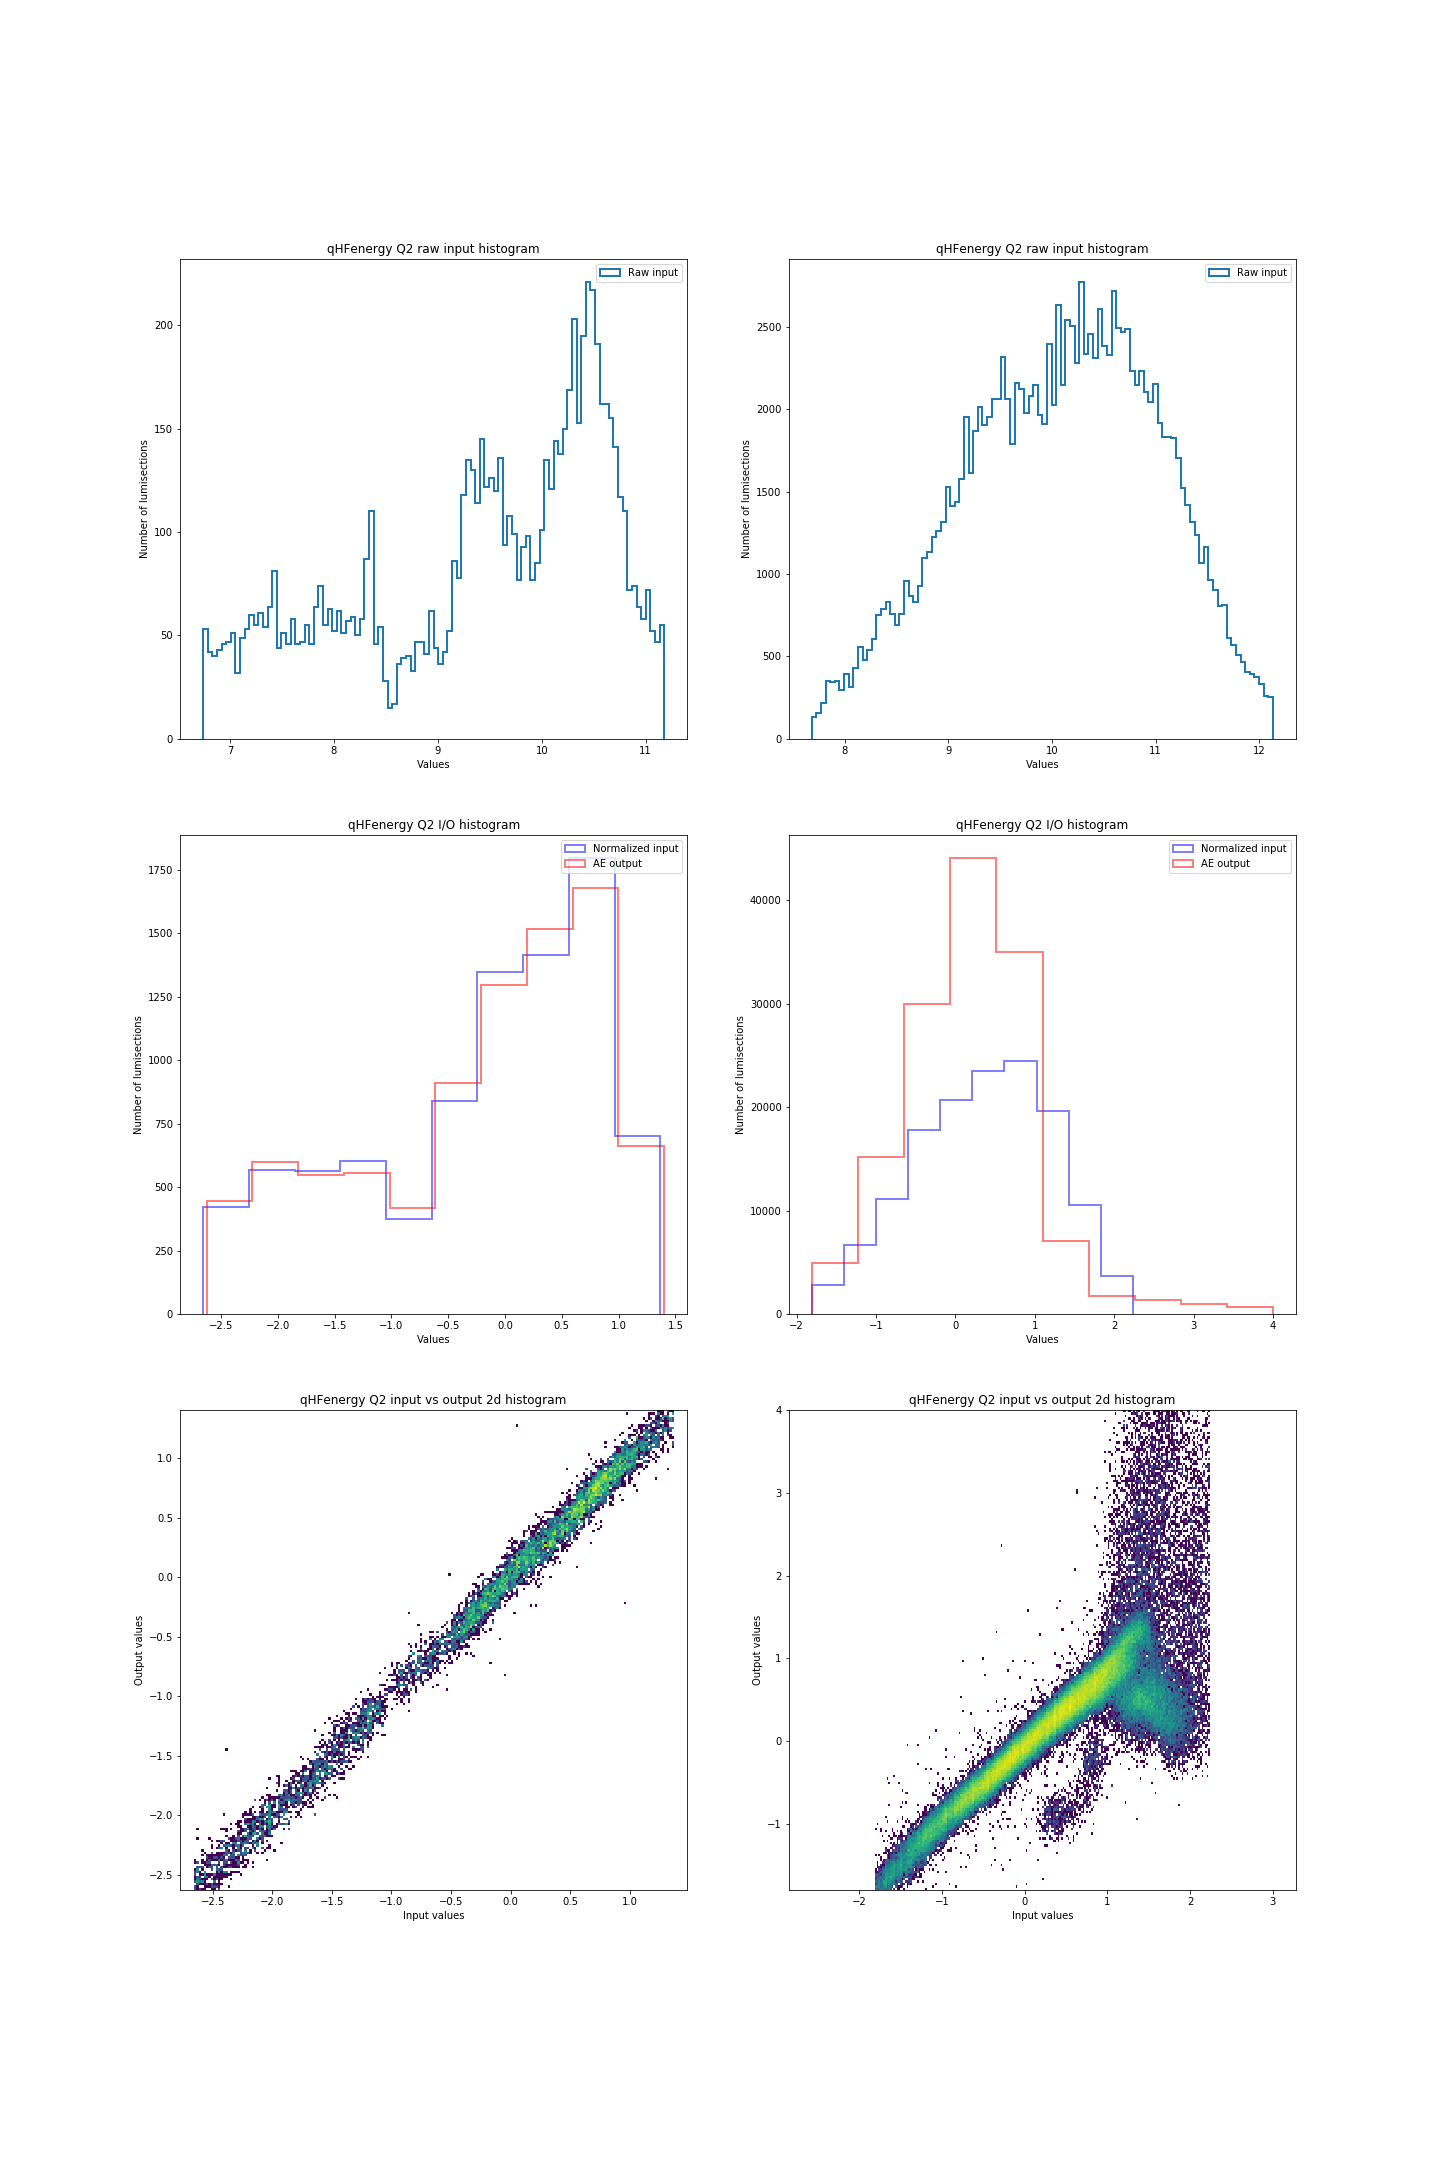 qHFenergy Q2 raw input histogram
Raw input
Number of lumisections
200
150
100
50
0
7 8 9 10 11
Values
qHFenergy Q2 raw input histogram
Raw input
Number of lumisections
2500
2000
1500
1000
500
0
8 9 10 11 12
Values
qHFenergy Q2 I/O histogram
Normalized input
AE output
Number of lumisections
1750
1500
1250
1000
750
500
250
0
−2.5 −2.0 −1.5 −1.0 −0.5 0.0 0.5 1.0 1.5
Values
qHFenergy Q2 I/O histogram
Normalized input
AE output
Number of lumisections
40000
30000
20000
10000
0
−2 −1 0 1 2 3 4
Values
qHFenergy Q2 input vs output 2d histogram
Output values
1.0
0.5
0.0
−0.5
−1.0
−1.5
−2.0
−2.5
−2.5 −2.0 −1.5 −1.0 −0.5 0.0 0.5 1.0
Input values
qHFenergy Q2 input vs output 2d histogram
Output values
4
3
2
1
0
−1
−2 −1 0 1 2 3
Input values